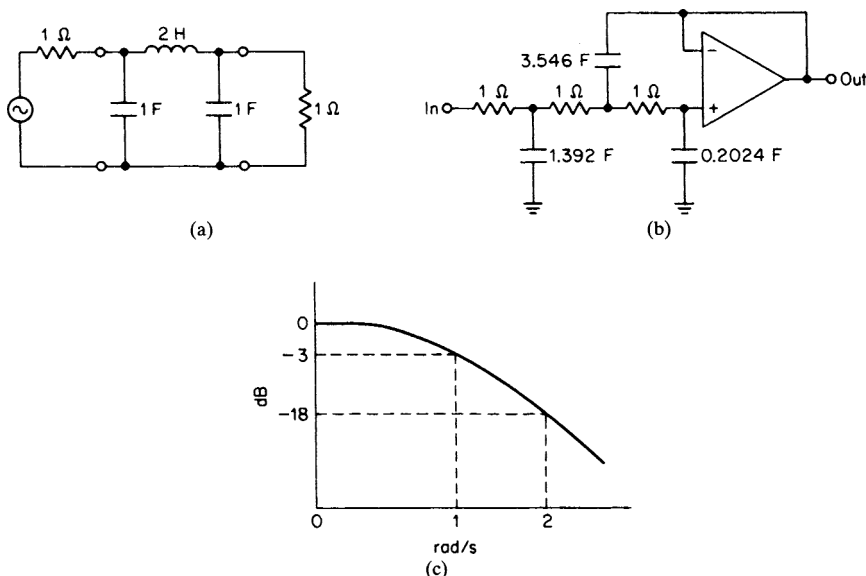 1 Ω
2 H
1 F
1 F
1 Ω
(a)
3.546 F
1 Ω
1 Ω
1 Ω
In
−
+
Out
1.392 F
0.2024 F
(b)
0
−3
dB
−18
0
1
2
rad/s
(c)